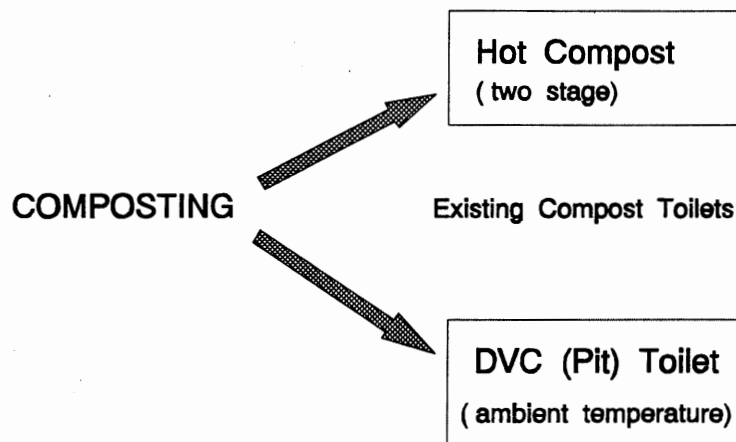 Hot Compost
( two stage)
COMPOSTING
Existing Compost Toilets
DVC (Pit) Toilet
( ambient temperature)